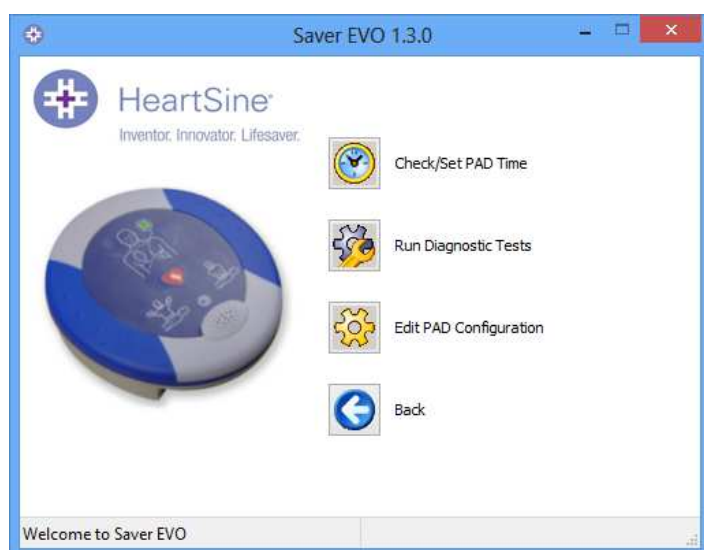 Saver EVO 1.3.0
HeartSine
Inventor. Innovator. Lifesaver.
Check/Set PAD Time
Run Diagnostic Tests
Edit PAD Configuration
Back
Welcome to Saver EVO